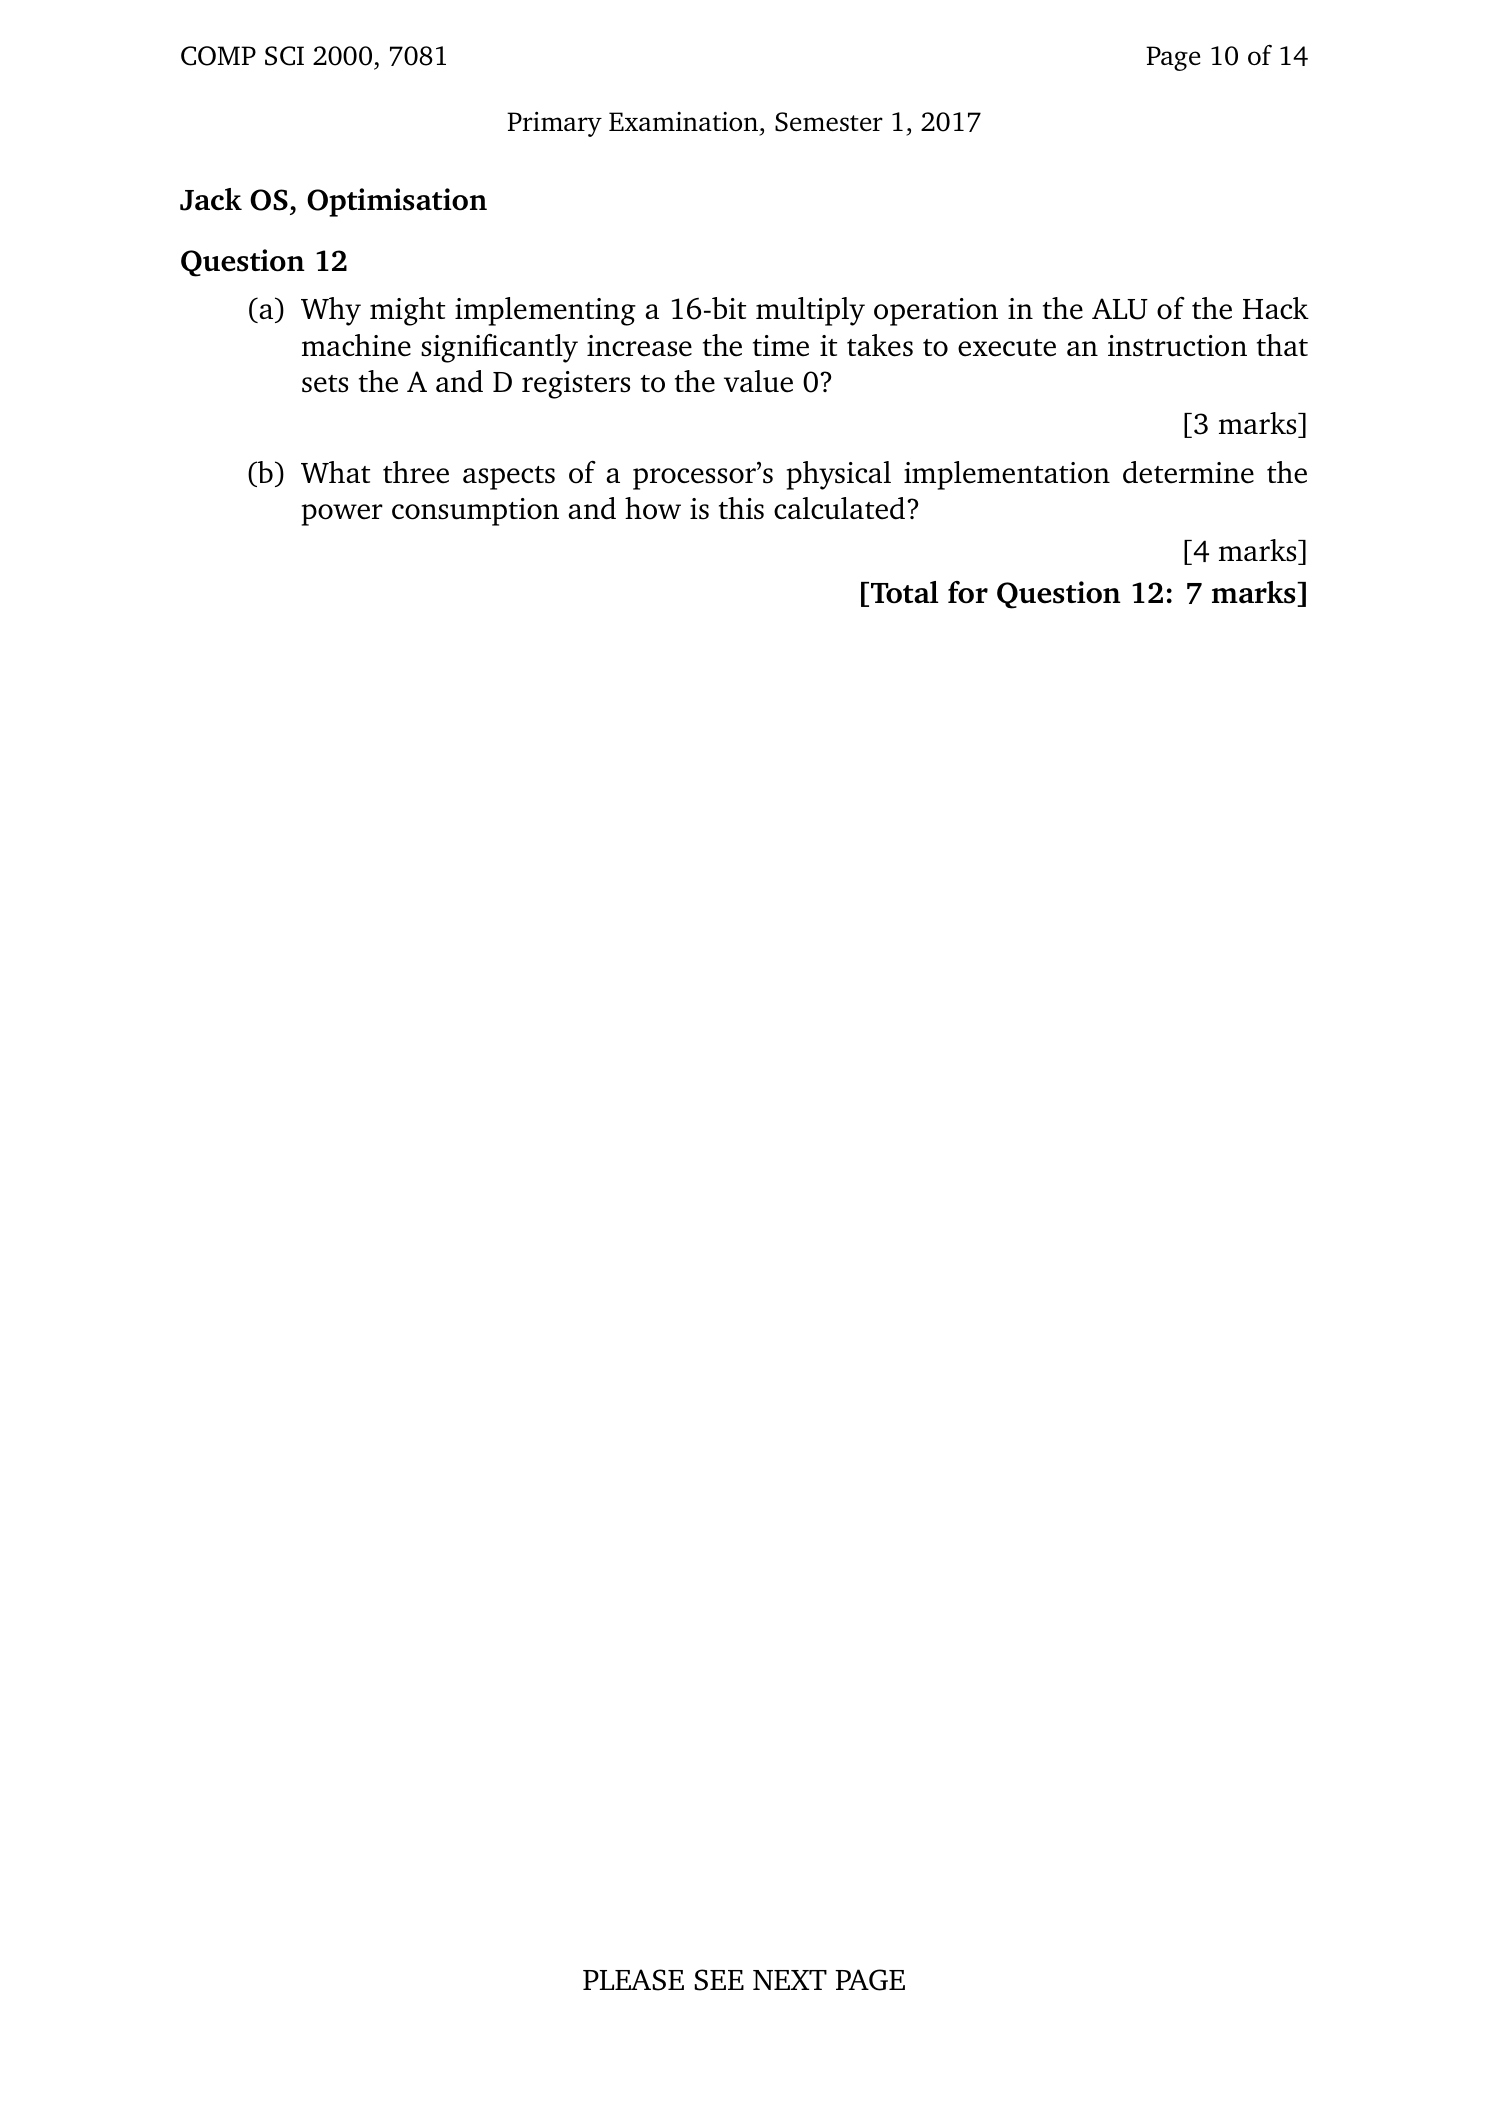 COMP SCI 2000, 7081
Page 10 of 14
Primary Examination, Semester 1, 2017
Jack OS, Optimisation
Question 12
(a) Why might implementing a 16-bit multiply operation in the ALU of the Hack
machine significantly increase the time it takes to execute an instruction that
sets the A and D registers to the value 0?
[3 marks]
(b) What three aspects of a processor’s physical implementation determine the
power consumption and how is this calculated?
[4 marks]
[Total for Question 12: 7 marks]
PLEASE SEE NEXT PAGE